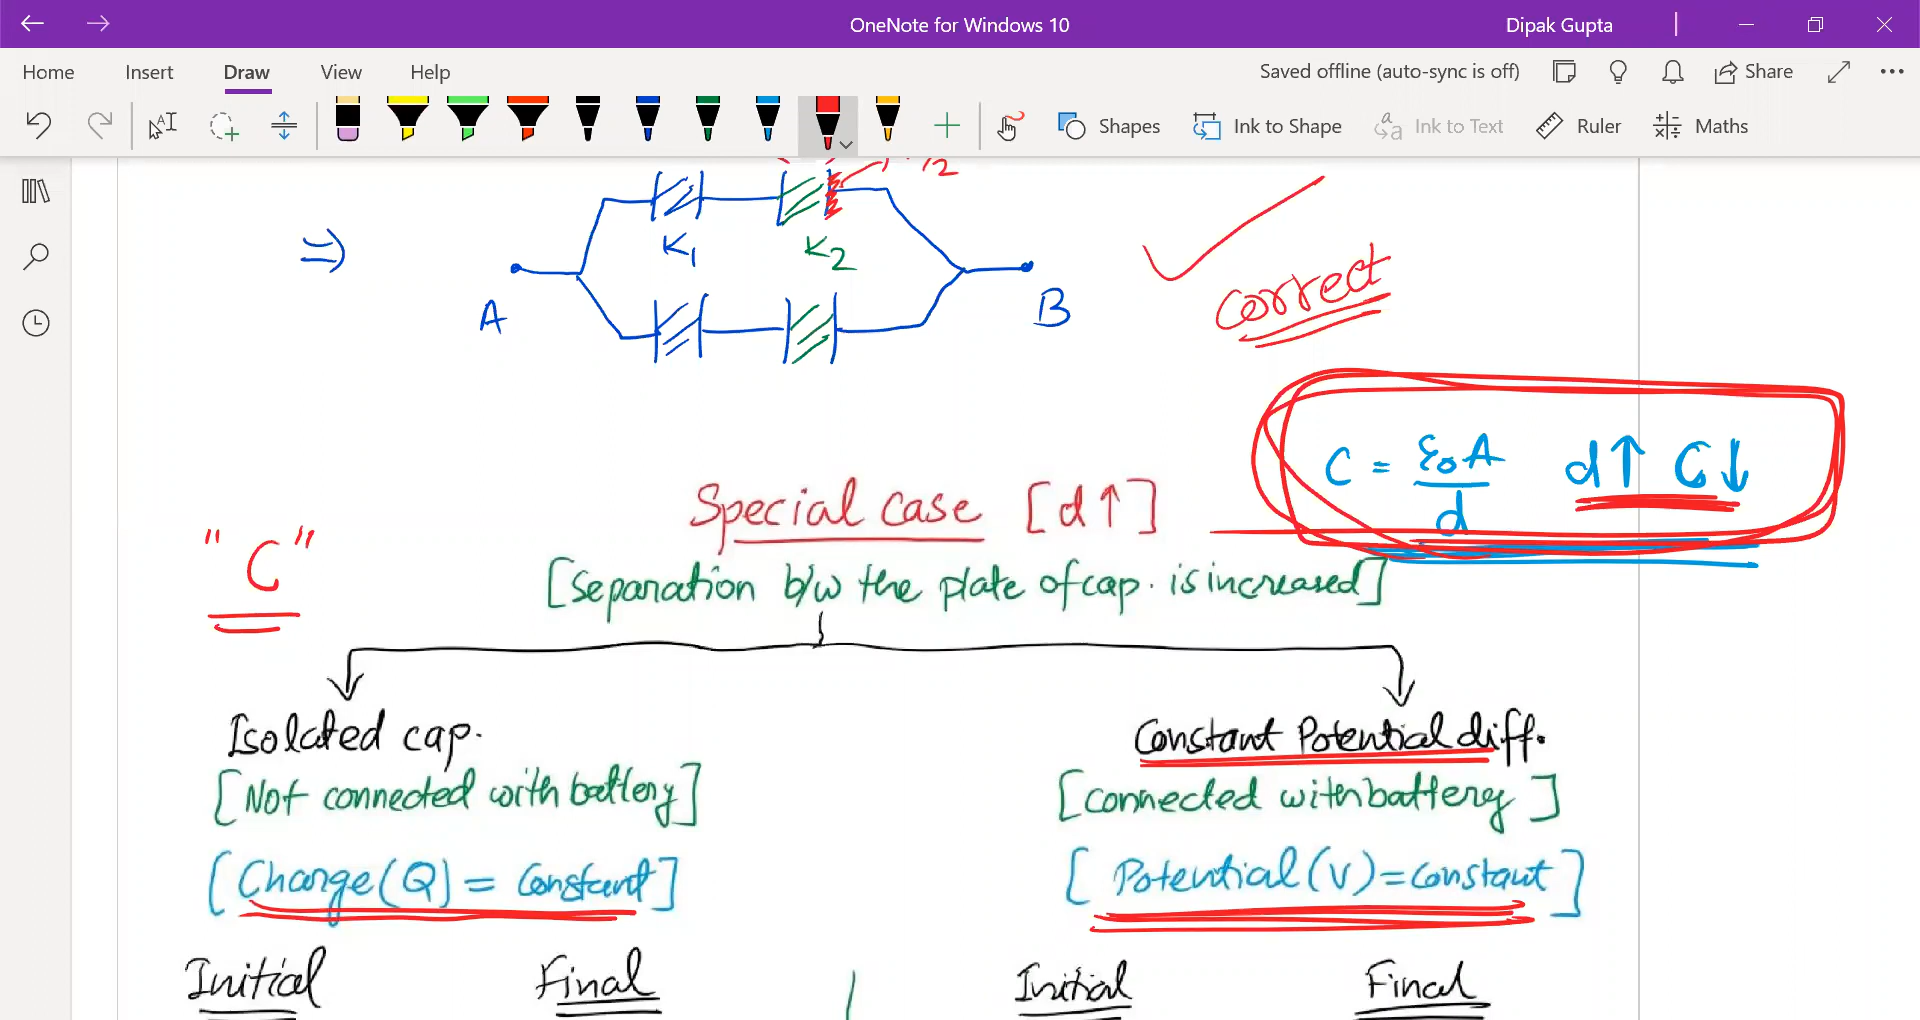 OneNote for Windows 10
Dipak Gupta
Home Insert Draw View Help
Saved offline (auto-sync is off) Share
Shapes Ink to Shape Ink to Text Ruler Maths
K1 K2
A B
correct
C = ε₀A/d d↑ C↓
Special case [d↑]
"C"
[Separation b/w the plate of cap. is increased]
Isolated cap.
Constant Potential diff.
[Not connected with battery]
[connected with battery]
[Charge(Q) = Constant]
[Potential(V) = constant]
Initial Final
Initial Final